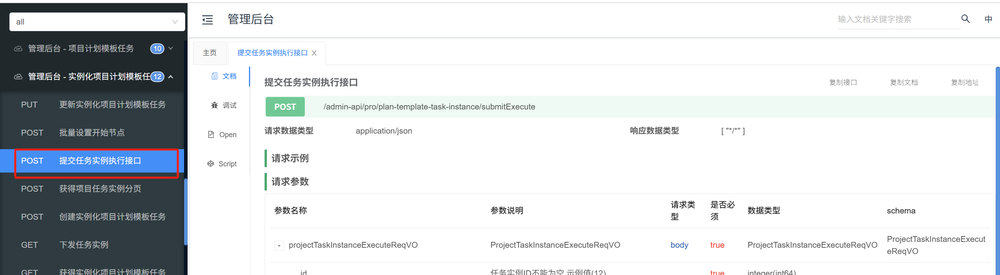 all
管理后台 - 项目计划模板任务 10
管理后台 - 实例化项目计划模板任 12
PUT 更新实例化项目计划模板任务
POST 批量设置开始节点
POST 提交任务实例执行接口
POST 获得项目任务实例分页
POST 创建实例化项目计划模板任务
GET 下发任务实例
GET 获得实例化项目计划模板任务
管理后台
输入文档关键字搜索
中
主页
提交任务实例执行接口
文档
调试
Open
Script
提交任务实例执行接口
复制接口 复制文档 复制地址
POST /admin-api/pro/plan-template-task-instance/submitExecute
请求数据类型 application/json 响应数据类型 [ "*/*" ]
请求示例
请求参数
参数名称 参数说明 请求类型 是否必须 数据类型 schema
- projectTaskInstanceExecuteReqVO ProjectTaskInstanceExecuteReqVO body true ProjectTaskInstanceExecuteReqVO ProjectTaskInstanceExecuteReqVO
id 任务实例ID不能为空,示例值(12) true integer(int64)